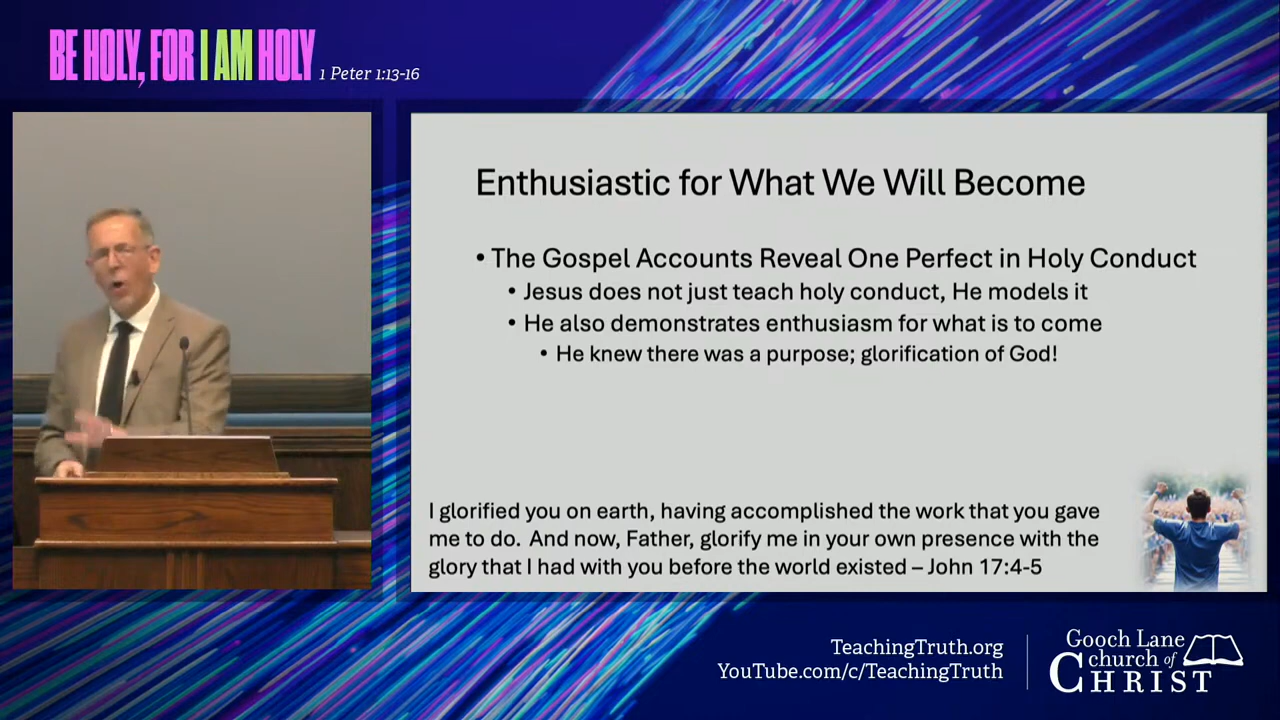 BE HOLY, FOR I AM HOLY 1 Peter 1:13-16
Enthusiastic for What We Will Become
• The Gospel Accounts Reveal One Perfect in Holy Conduct
• Jesus does not just teach holy conduct, He models it
• He also demonstrates enthusiasm for what is to come
• He knew there was a purpose; glorification of God!
I glorified you on earth, having accomplished the work that you gave
me to do. And now, Father, glorify me in your own presence with the
glory that I had with you before the world existed – John 17:4-5
TeachingTruth.org
YouTube.com/c/TeachingTruth
Gooch Lane
church of
CHRIST